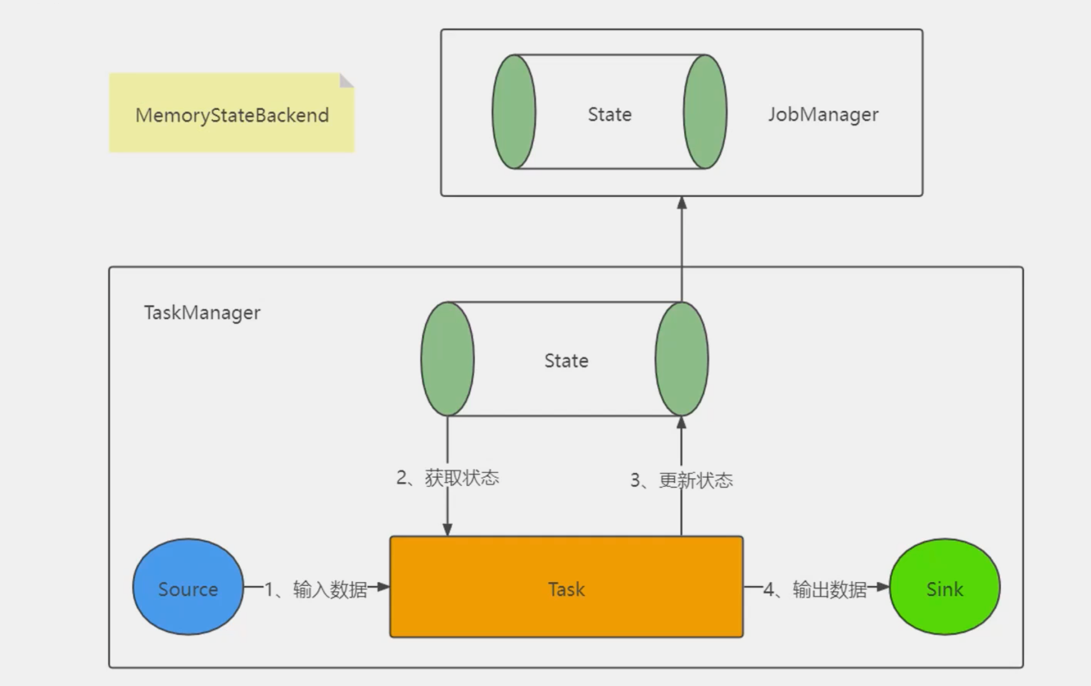 MemoryStateBackend
State
JobManager
TaskManager
State
2、获取状态
3、更新状态
Source
1、输入数据
Task
4、输出数据
Sink